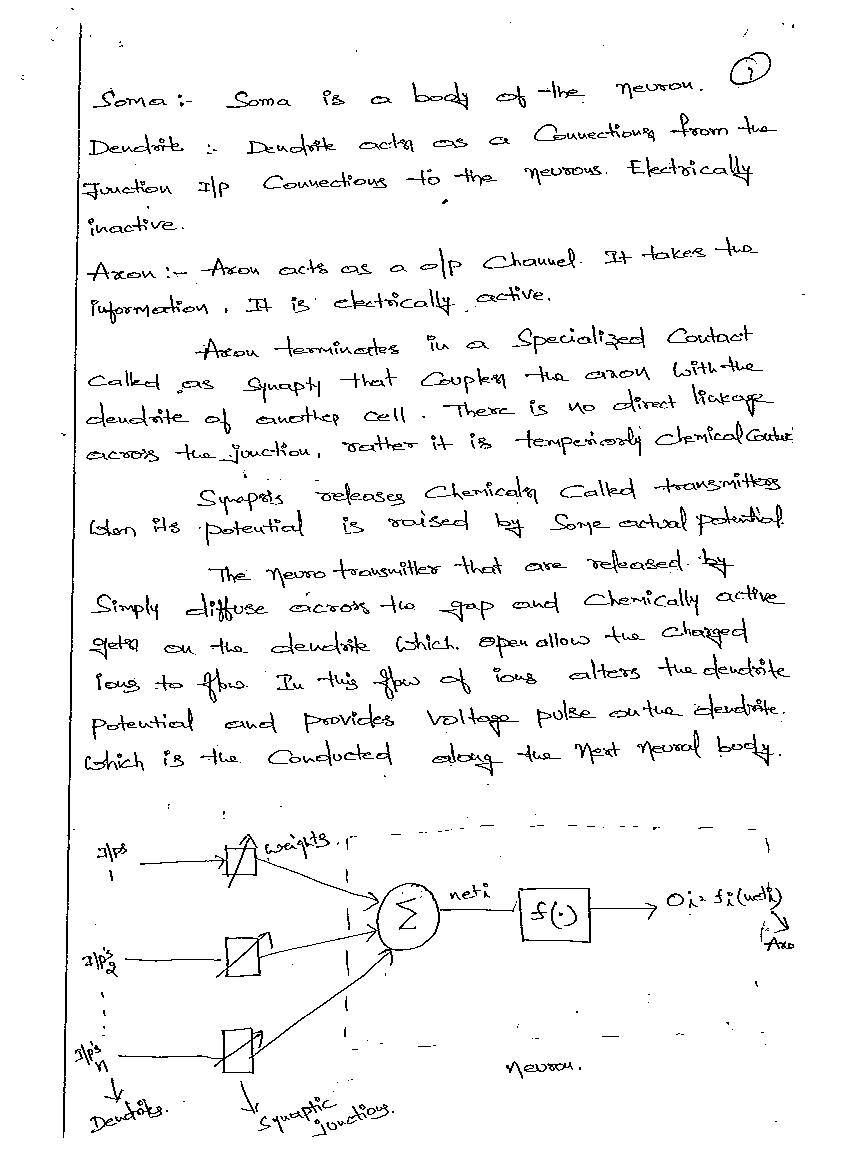 1
Soma :- Soma is a body of the neuron.
Dendrite :- Dendrite acts as a Connections from the
Junction I/p Connections to the neurons. Electrically
inactive.
Axon :- Axon acts as a o/p Channel. It takes the
information. It is electrically active.
Axon terminates in a Specialized Contact
Called as Synapty that Couples the axon with the
dendrite of another cell. There is no direct linkage
across the junction, rather it is temperiorly Chemical
Synopsis releases Chemicals Called transmitters
when its potential is raised by Some actual potential.
The Neuro transmitter that are released by
Simply diffuse across the gap and Chemically active
gets on the dendrite which open allow the Charged
ions to flow. In this flow of ions alters the dendrite
Potential and provides Voltage pulse on the dendrite.
Which is the Conducted along the Next Neural body.
I/p's
1
weights.
Σ
neti
f(·)
Oi = fi(neti)
Axo
I/p's
2
I/p's
n
Neuron.
Dendrites.
Synaptic
junctions.